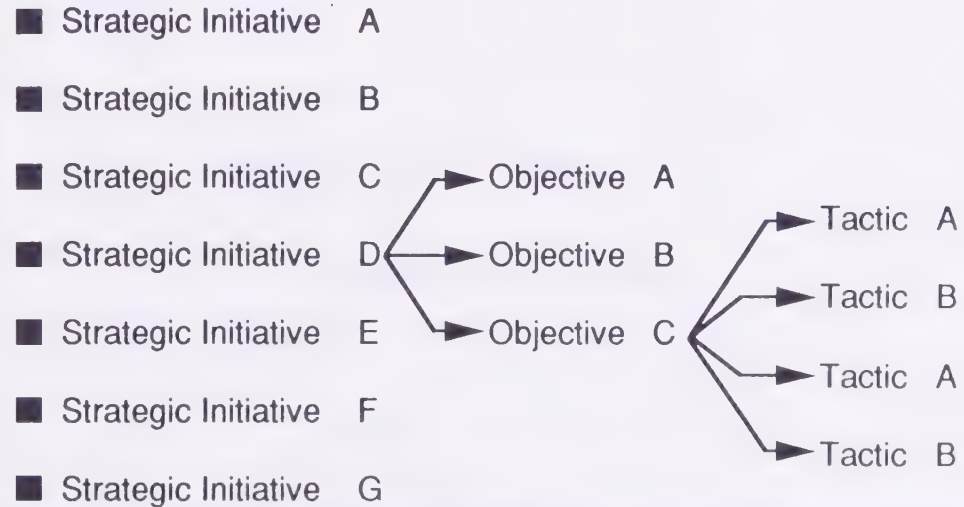 Strategic Initiative A
Strategic Initiative B
Strategic Initiative C
Strategic Initiative D
Strategic Initiative E
Strategic Initiative F
Strategic Initiative G
Objective A
Objective B
Objective C
Tactic A
Tactic B
Tactic A
Tactic B